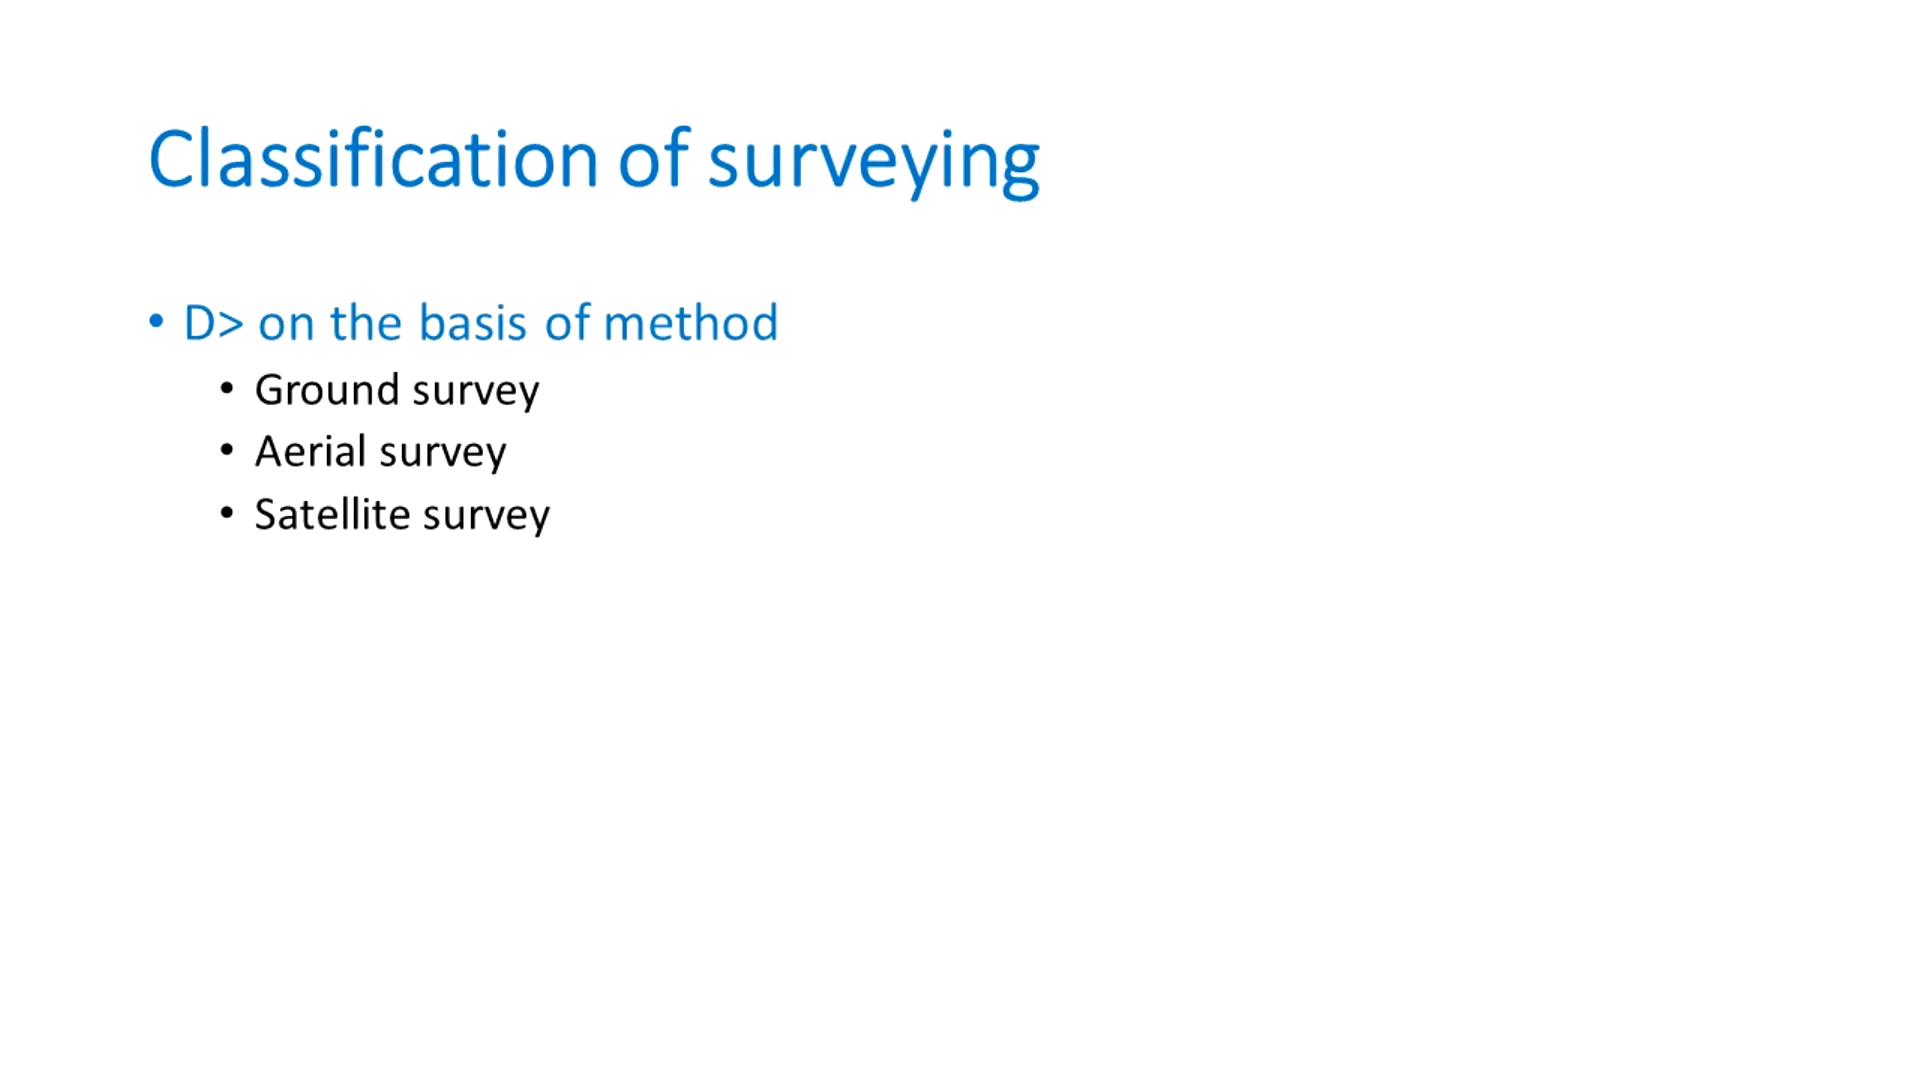 Classification of surveying
• D> on the basis of method
• Ground survey
• Aerial survey
• Satellite survey